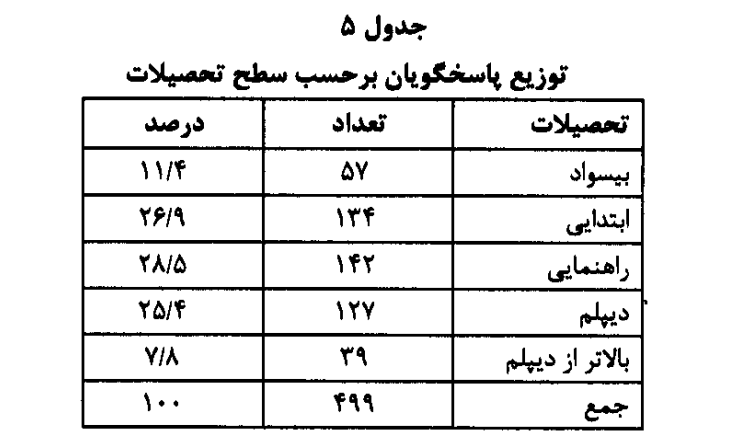 جدول ۵
توزیع پاسخگویان برحسب سطح تحصیلات
تحصیلات تعداد درصد
بیسواد ۵۷ ۱۱/۴
ابتدایی ۱۳۴ ۲۶/۹
راهنمایی ۱۴۲ ۲۸/۵
دیپلم ۱۲۷ ۲۵/۴
بالاتر از دیپلم ۳۹ ۷/۸
جمع ۴۹۹ ۱۰۰